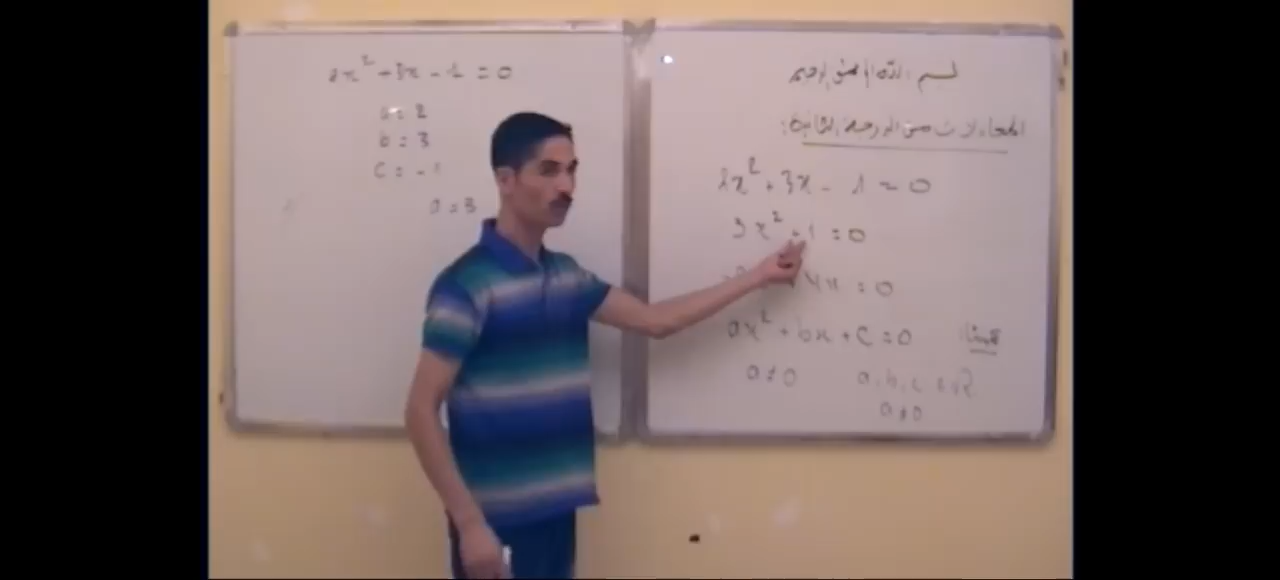 2x² + 3x - 1 = 0
a = 2
b = 3
c = - 1
a = 3
بسم الله الرحمن الرحيم
المعادلات من الدرجة الثانية:
2x² + 3x - 1 = 0
3x² + 1 = 0
4x = 0
ax² + bx + c = 0
a ≠ 0
a, b, c ∈ ℝ
a ≠ 0